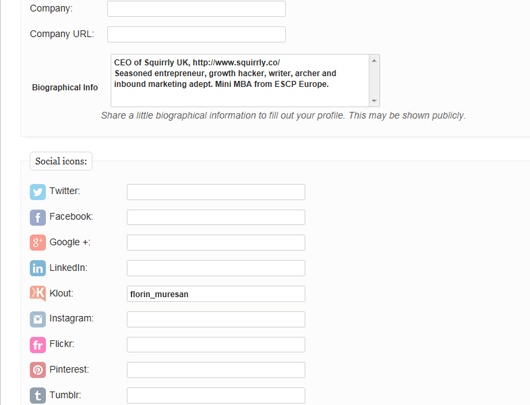 Company:
Company URL:
Biographical Info
CEO of Squirrly UK, http://www.squirrly.co/
Seasoned entrepreneur, growth hacker, writer, archer and
inbound marketing adept. Mini MBA from ESCP Europe.
Share a little biographical information to fill out your profile. This may be shown publicly.
Social icons:
Twitter:
f Facebook:
g+ Google +:
in LinkedIn:
K Klout: florin_muresan
Instagram:
fr Flickr:
Pinterest:
t Tumblr: